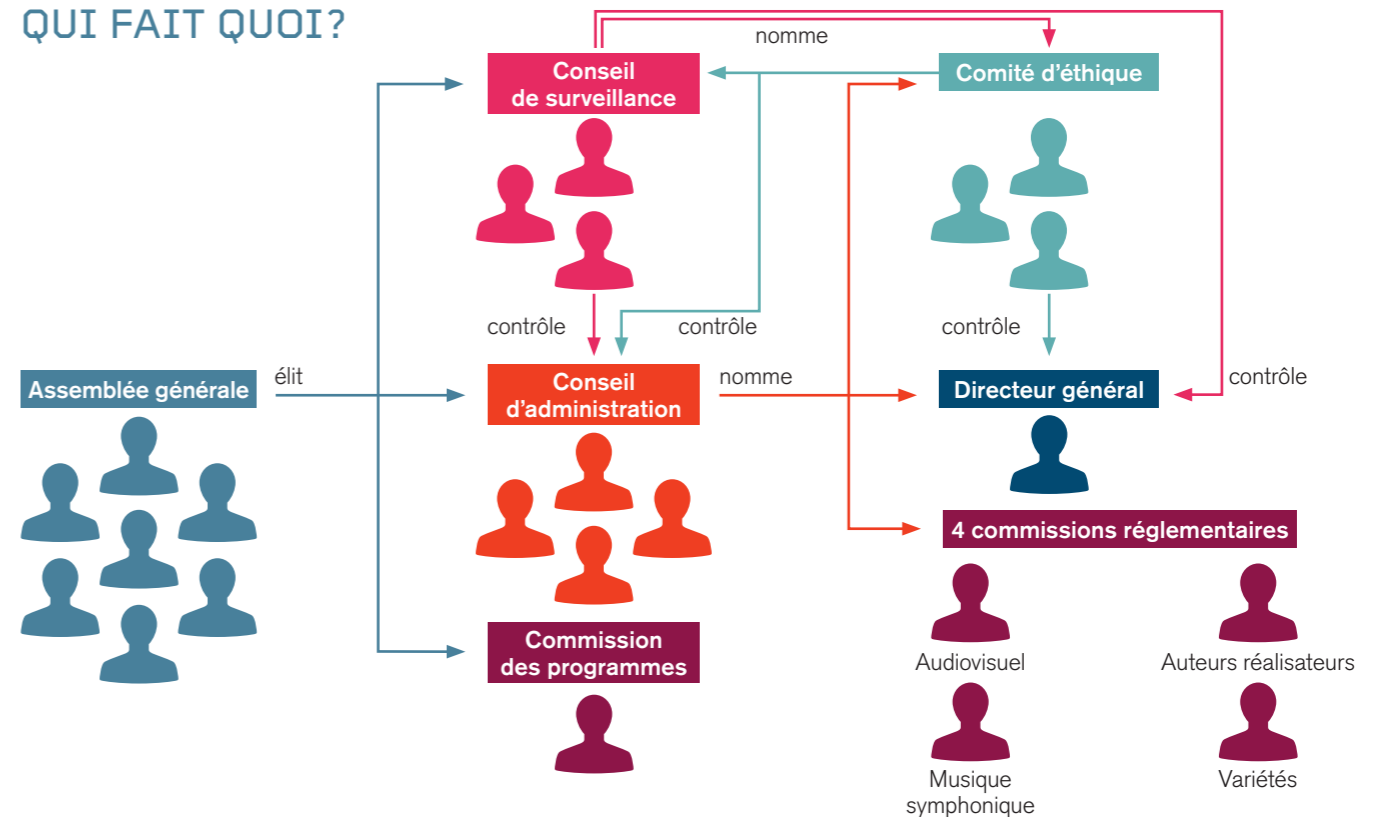 QUI FAIT QUOI?
nomme
Conseil
de surveillance
Comité d'éthique
contrôle
contrôle
contrôle
Assemblée générale
élit
Conseil
d'administration
nomme
Directeur général
contrôle
4 commissions réglementaires
Commission
des programmes
Audiovisuel
Auteurs réalisateurs
Musique
symphonique
Variétés